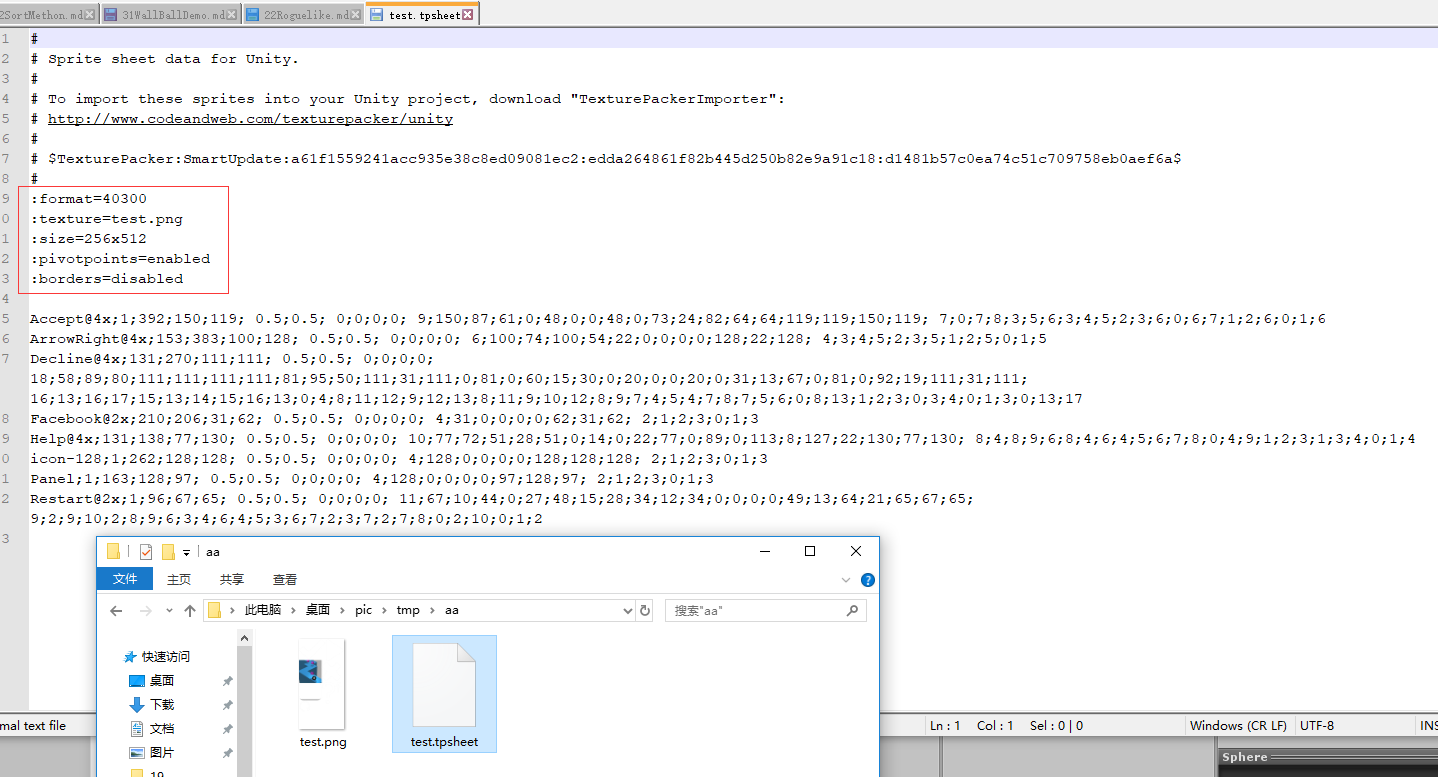 2SortMethon.md
31WallBallDemo.md
22Roguelike.md
test.tpsheet
1 #
2 # Sprite sheet data for Unity.
3 #
4 # To import these sprites into your Unity project, download "TexturePackerImporter":
5 # http://www.codeandweb.com/texturepacker/unity
6 #
7 # $TexturePacker:SmartUpdate:a61f1559241acc935e38c8ed09081ec2:edda264861f82b445d250b82e9a91c18:d1481b57c0ea74c51c709758eb0aef6a$
8 #
9 :format=40300
0 :texture=test.png
1 :size=256x512
2 :pivotpoints=enabled
3 :borders=disabled
4
5 Accept@4x;1;392;150;119; 0.5;0.5; 0;0;0;0; 9;150;87;61;0;48;0;0;48;0;73;24;82;64;64;119;119;150;119; 7;0;7;8;3;5;6;3;4;5;2;3;6;0;6;7;1;2;6;0;1;6
6 ArrowRight@4x;153;383;100;128; 0.5;0.5; 0;0;0;0; 6;100;74;100;54;22;0;0;0;0;128;22;128; 4;3;4;5;2;3;5;1;2;5;0;1;5
7 Decline@4x;131;270;111;111; 0.5;0.5; 0;0;0;0;
18;58;89;80;111;111;111;111;81;95;50;111;31;111;0;81;0;60;15;30;0;20;0;0;20;0;31;13;67;0;81;0;92;19;111;31;111;
16;13;16;17;15;13;14;15;16;13;0;4;8;11;12;9;12;13;8;11;9;10;12;8;9;7;4;5;4;7;8;7;5;6;0;8;13;1;2;3;0;3;4;0;1;3;0;13;17
8 Facebook@2x;210;206;31;62; 0.5;0.5; 0;0;0;0; 4;31;0;0;0;0;62;31;62; 2;1;2;3;0;1;3
9 Help@4x;131;138;77;130; 0.5;0.5; 0;0;0;0; 10;77;72;51;28;51;0;14;0;22;77;0;89;0;113;8;127;22;130;77;130; 8;4;8;9;6;8;4;6;4;5;6;7;8;0;4;9;1;2;3;1;3;4;0;1;4
0 icon-128;1;262;128;128; 0.5;0.5; 0;0;0;0; 4;128;0;0;0;0;128;128;128; 2;1;2;3;0;1;3
1 Panel;1;163;128;97; 0.5;0.5; 0;0;0;0; 4;128;0;0;0;0;97;128;97; 2;1;2;3;0;1;3
2 Restart@2x;1;96;67;65; 0.5;0.5; 0;0;0;0; 11;67;10;44;0;27;48;15;28;34;12;34;0;0;0;0;49;13;64;21;65;67;65;
9;2;9;10;2;8;9;6;3;4;6;4;5;3;6;7;2;3;7;2;7;8;0;2;10;0;1;2
3
aa
文件 主页 共享 查看
此电脑 > 桌面 > pic > tmp > aa
搜索"aa"
快速访问
桌面
下载
文档
图片
19
test.png
test.tpsheet
mal text file
Ln : 1 Col : 1 Sel : 0 | 0
Windows (CR LF)
UTF-8
INS
Sphere